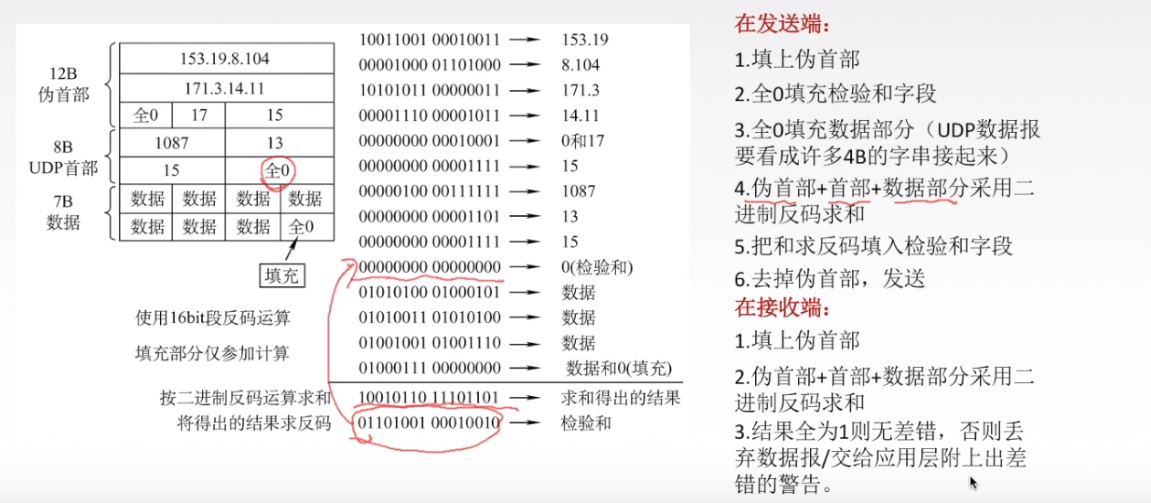 12B
伪首部
153.19.8.104
171.3.14.11
全0 17 15
8B
UDP首部
1087 13
15 全0
7B
数据
数据 数据 数据 数据
数据 数据 数据 全0
填充
使用16bit段反码运算
填充部分仅参加计算
10011001 00010011 → 153.19
00001000 01101000 → 8.104
10101011 00000011 → 171.3
00001110 00001011 → 14.11
00000000 00010001 → 0和17
00000000 00001111 → 15
00000100 00111111 → 1087
00000000 00001101 → 13
00000000 00001111 → 15
00000000 00000000 → 0(检验和)
01010100 01000101 → 数据
01010011 01010100 → 数据
01001001 01001110 → 数据
01000111 00000000 → 数据和0(填充)
按二进制反码运算求和 10010110 11101101 → 求和得出的结果
将得出的结果求反码 01101001 00010010 → 检验和
在发送端:
1.填上伪首部
2.全0填充检验和字段
3.全0填充数据部分（UDP数据报
要看成许多4B的字串接起来）
4.伪首部+首部+数据部分采用二
进制反码求和
5.把和求反码填入检验和字段
6.去掉伪首部，发送
在接收端:
1.填上伪首部
2.伪首部+首部+数据部分采用二
进制反码求和
3.结果全为1则无差错，否则丢
弃数据报/交给应用层附上出差
错的警告。